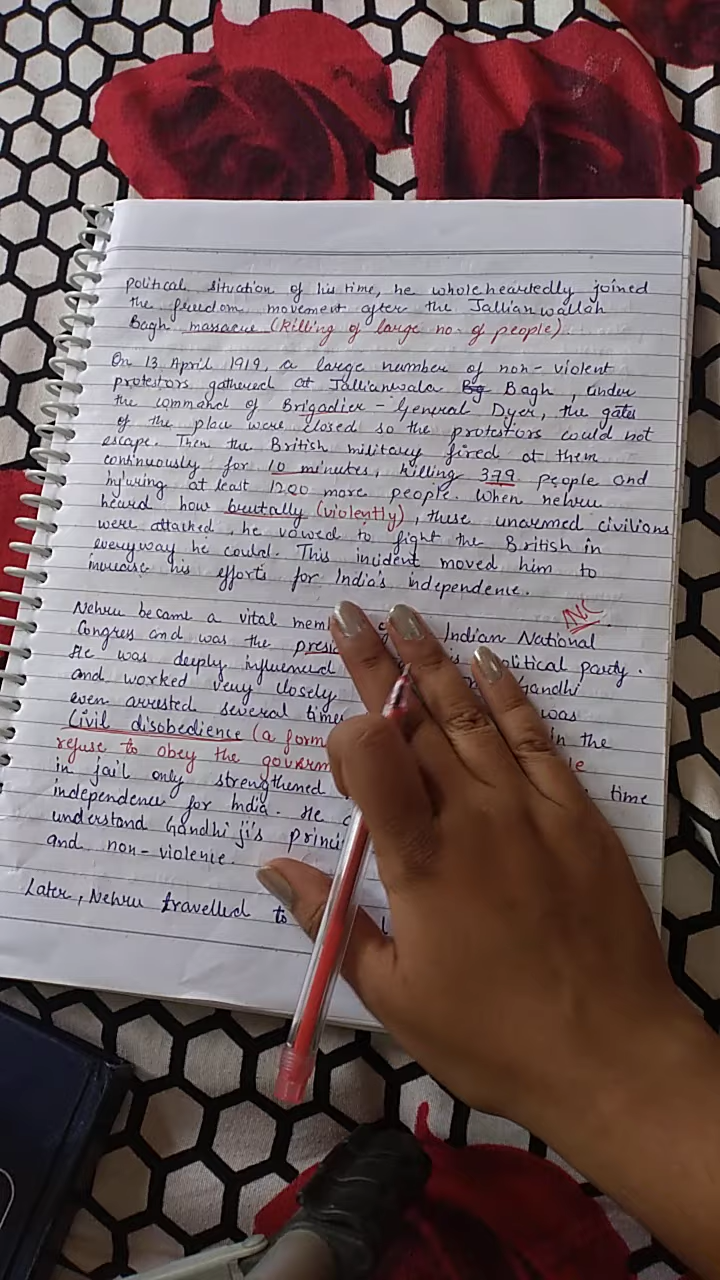 political situation of his time, he wholeheartedly joined
the freedom movement after the Jallianwallah
Bagh massacre (killing of large no. of people).
On 13 April 1919, a large number of non-violent
protestors gathered at Jallianwala Bg Bagh, under
the command of Brigadier-General Dyer, the gates
of the place were closed so the protestors could not
escape. Then the British military fired at them
continuously for 10 minutes, killing 379 people and
injuring at least 1200 more people. When nehru
heard how brutally (violently), these unarmed civilions
were attacked, he vowed to fight the British in
everyway he could. This incident moved him to
increase his efforts for India's independence.
NC
Nehru became a vital Indian National
Congress and was the political party.
He was deeply influenced Gandhi
and worked very closely was
even arrested several times in the
Civil disobedience (a form
refuse to obey the
in jail only strengthened time
independence for India. He
understand Gandhi ji's
and non-violence.
Later, Nehru travelled to